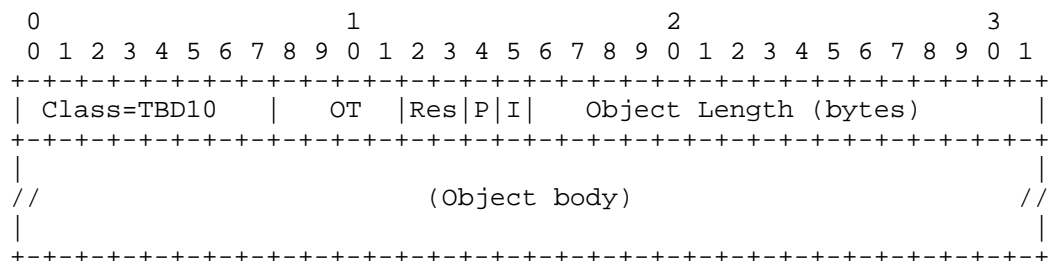 0                   1                   2                   3
 0 1 2 3 4 5 6 7 8 9 0 1 2 3 4 5 6 7 8 9 0 1 2 3 4 5 6 7 8 9 0 1
+-+-+-+-+-+-+-+-+-+-+-+-+-+-+-+-+-+-+-+-+-+-+-+-+-+-+-+-+-+-+-+-+
| Class=TBD10   |   OT  |Res|P|I|   Object Length (bytes)       |
+-+-+-+-+-+-+-+-+-+-+-+-+-+-+-+-+-+-+-+-+-+-+-+-+-+-+-+-+-+-+-+-+
|                                                               |
//                        (Object body)                        //
|                                                               |
+-+-+-+-+-+-+-+-+-+-+-+-+-+-+-+-+-+-+-+-+-+-+-+-+-+-+-+-+-+-+-+-+